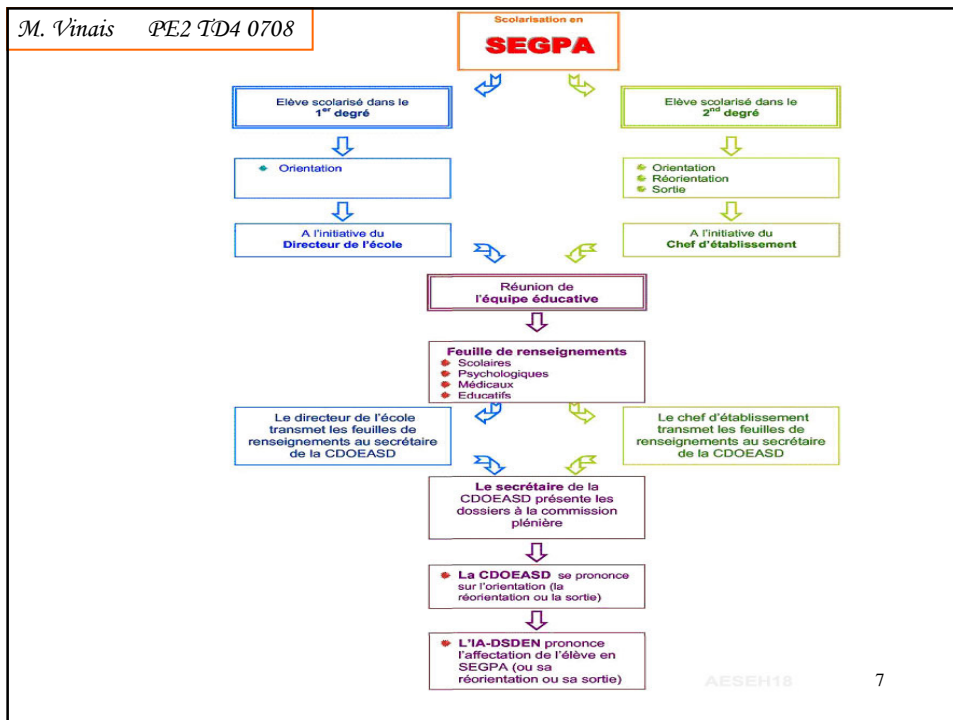 M. Vinais PE2 TD4 0708
Scolarisation en
SEGPA
Elève scolarisé dans le
1er degré
Elève scolarisé dans le
2nd degré
Orientation
Orientation
Réorientation
Sortie
A l'initiative du
Directeur de l'école
A l'initiative du
Chef d'établissement
Réunion de
l'équipe éducative
Feuille de renseignements
Scolaires
Psychologiques
Médicaux
Educatifs
Le directeur de l'école
transmet les feuilles de
renseignements au secrétaire
de la CDOEASD
Le chef d'établissement
transmet les feuilles de
renseignements au secrétaire
de la CDOEASD
Le secrétaire de la
CDOEASD présente les
dossiers à la commission
plénière
La CDOEASD se prononce
sur l'orientation (la
réorientation ou la sortie)
L'IA-DSDEN prononce
l'affectation de l'élève en
SEGPA (ou sa
réorientation ou sa sortie)
AESEH18
7